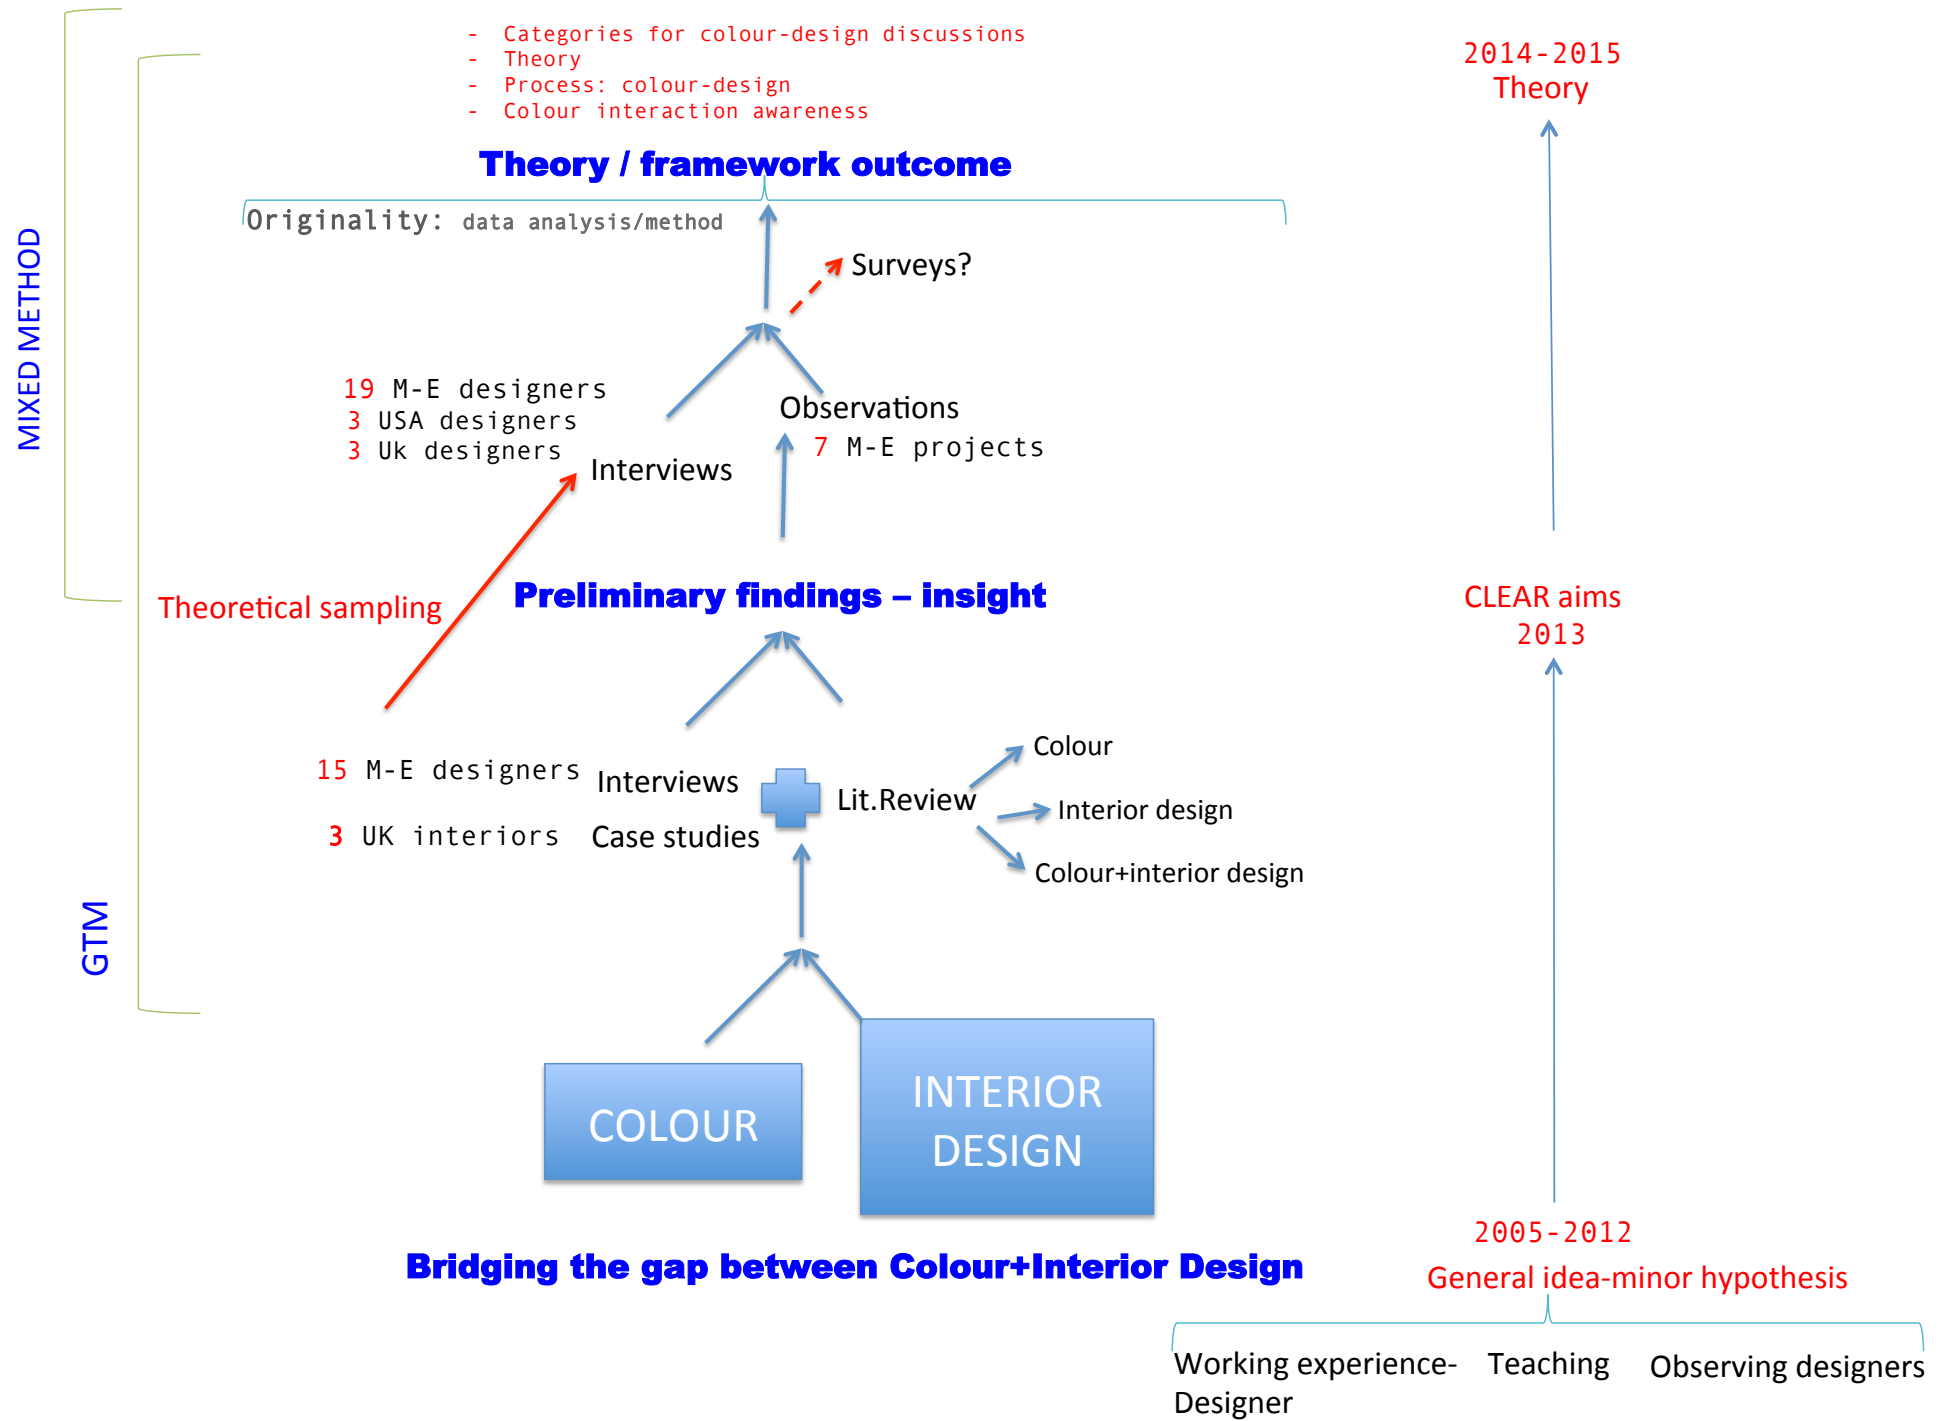 - Categories for colour-design discussions
- Theory
- Process: colour-design
- Colour interaction awareness
2014-2015
Theory
Theory / framework outcome
Originality: data analysis/method
Surveys?
MIXED METHOD
19 M-E designers
3 USA designers
3 Uk designers
Interviews
Observations
7 M-E projects
Theoretical sampling
Preliminary findings – insight
CLEAR aims
2013
15 M-E designers
Interviews
3 UK interiors
Case studies
Lit.Review
Colour
Interior design
Colour+interior design
GTM
COLOUR
INTERIOR
DESIGN
2005-2012
Bridging the gap between Colour+Interior Design
General idea-minor hypothesis
Working experience-
Designer
Teaching
Observing designers